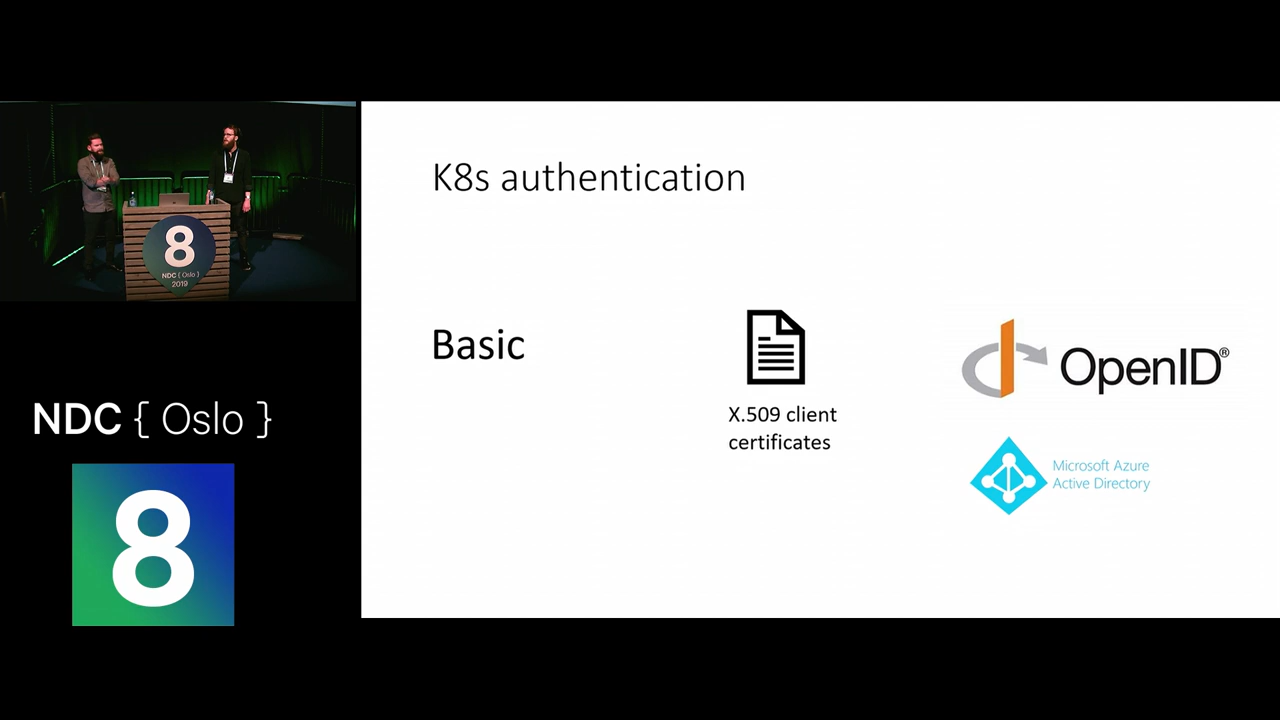 8
NDC { Oslo }
2019
NDC { Oslo }
8
K8s authentication
Basic
X.509 client
certificates
OpenID®
Microsoft Azure
Active Directory